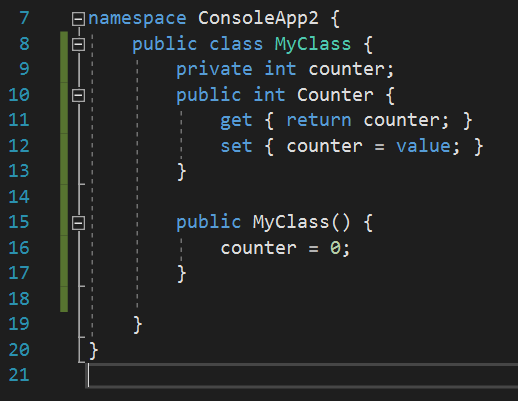 7 namespace ConsoleApp2 {
8 public class MyClass {
9 private int counter;
10 public int Counter {
11 get { return counter; }
12 set { counter = value; }
13 }
14
15 public MyClass() {
16 counter = 0;
17 }
18
19 }
20 }
21